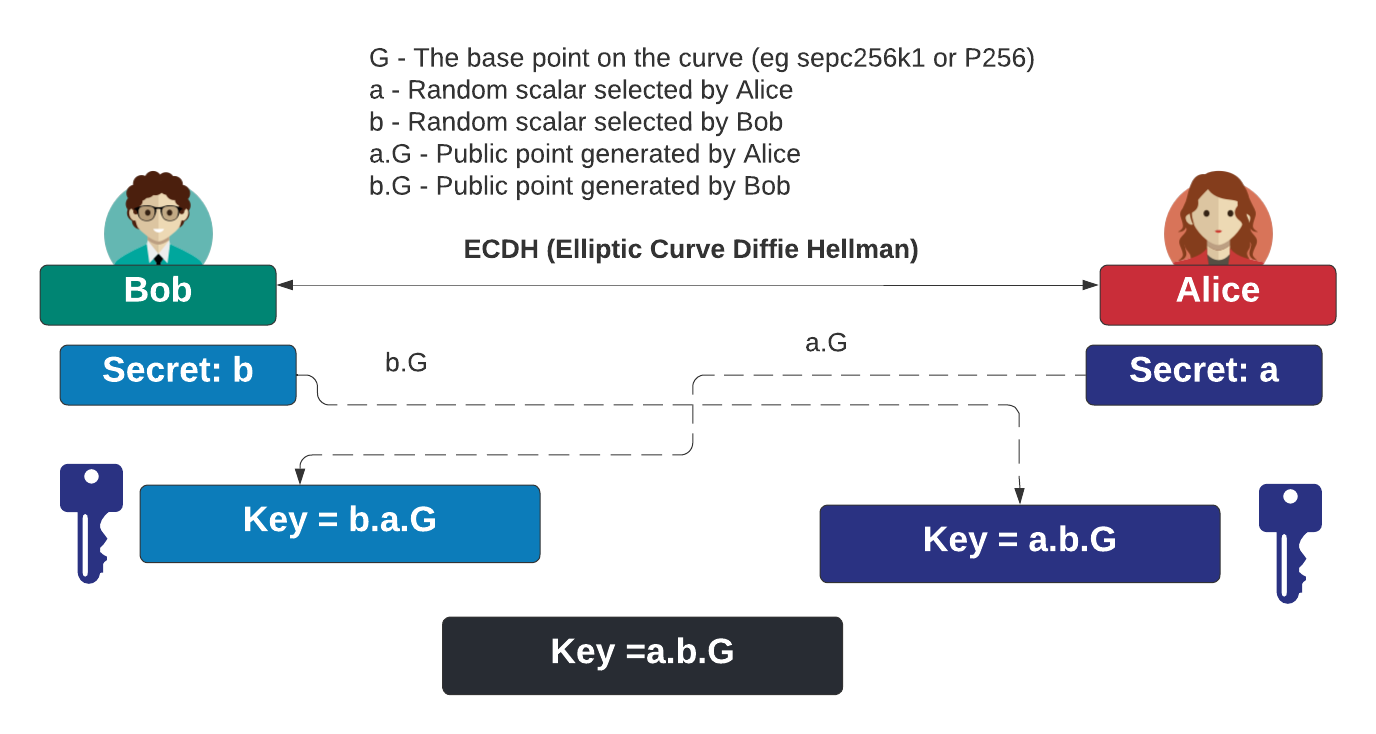 G - The base point on the curve (eg sepc256k1 or P256)
a - Random scalar selected by Alice
b - Random scalar selected by Bob
a.G - Public point generated by Alice
b.G - Public point generated by Bob
ECDH (Elliptic Curve Diffie Hellman)
Bob
Alice
Secret: b
b.G
a.G
Secret: a
Key = b.a.G
Key = a.b.G
Key =a.b.G